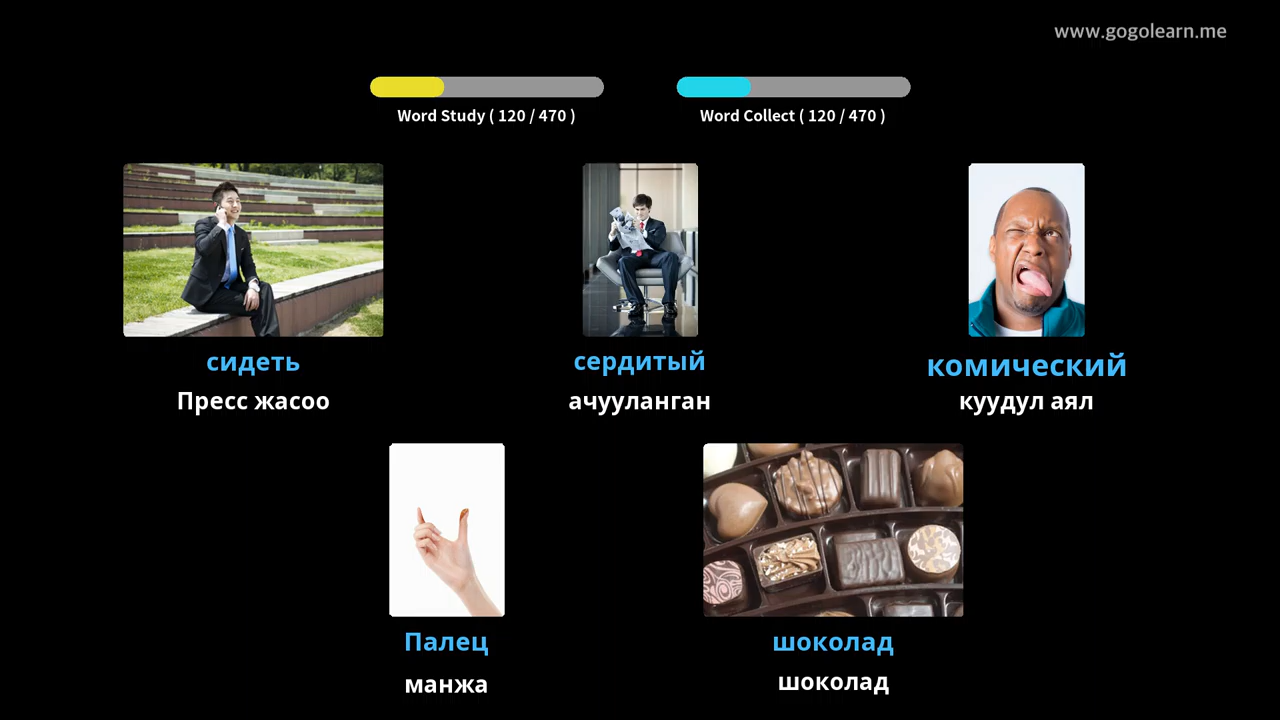 www.gogolearn.me
Word Study ( 120 / 470 )
Word Collect ( 120 / 470 )
сидеть
Пресс жасоо
сердитый
ачууланган
комический
куудул аял
Палец
манжа
шоколад
шоколад